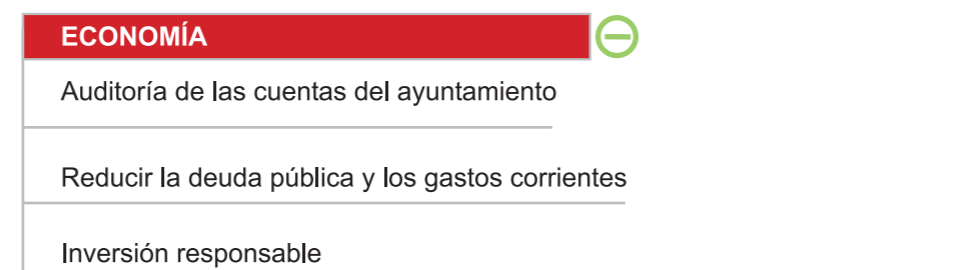 ECONOMÍA
Auditoría de las cuentas del ayuntamiento
Reducir la deuda pública y los gastos corrientes
Inversión responsable